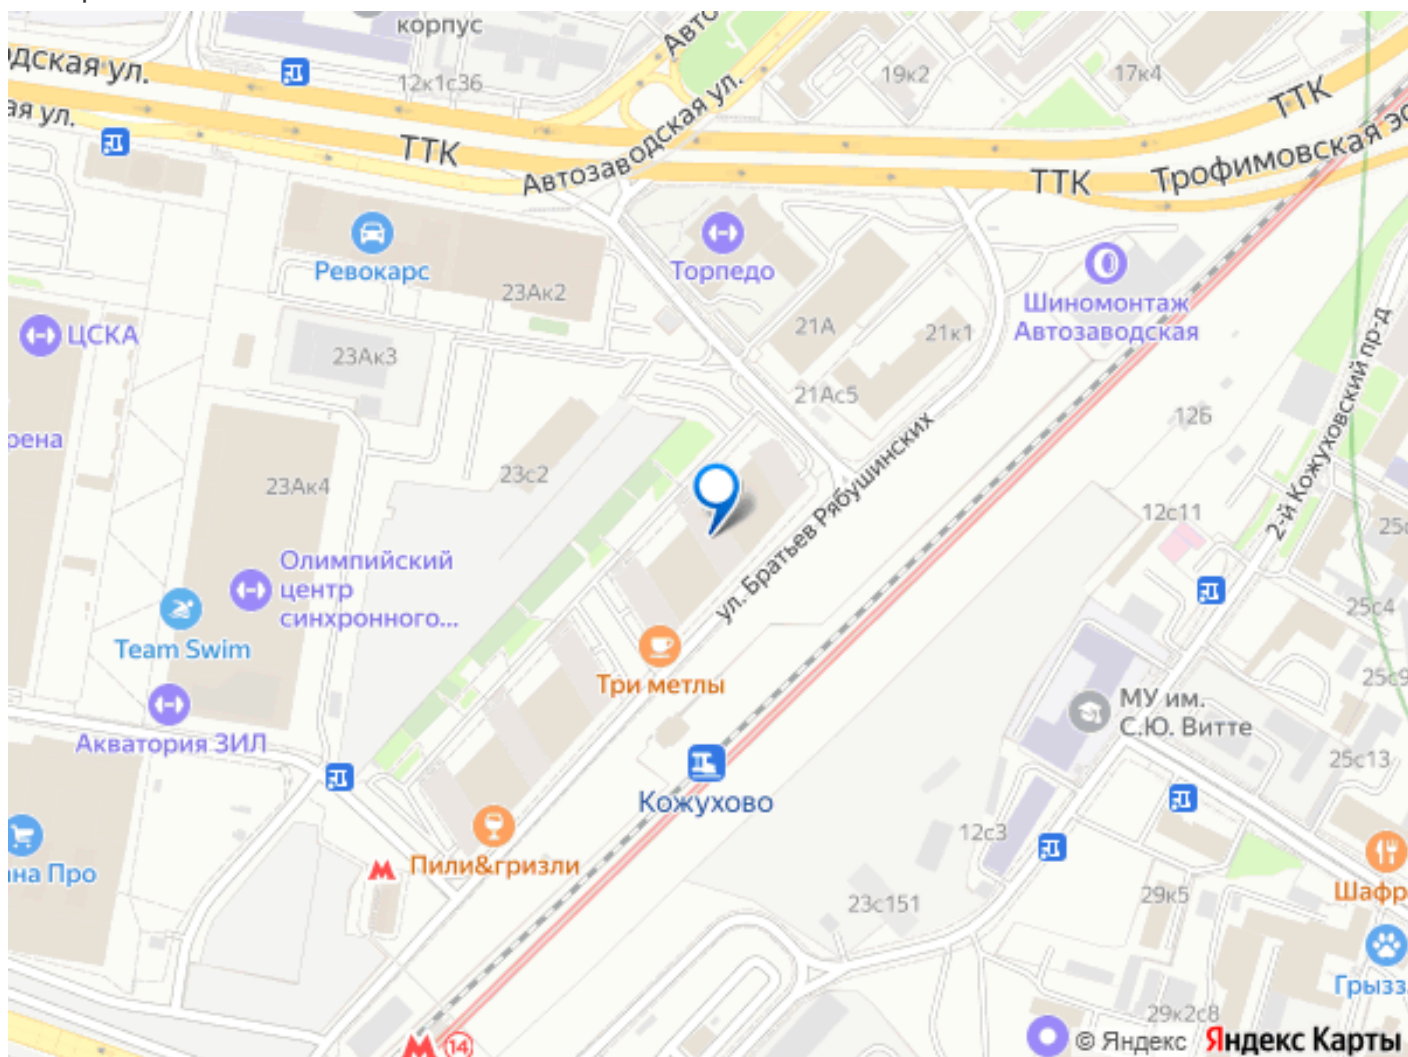 корпус
Авто
дская ул.
12к1с36
19к2
17к4
ТТК
ая ул.
ТТК
Автозаводская ул.
ТТК
Трофимовская эс
Ревокарс
Торпедо
23Ак2
Шиномонтаж
Автозаводская
ЦСКА
23Ак3
21А
21к1
21Ас5
2-й Кожуховский пр-д
12Б
рена
23Ак4
23с2
ул. Братьев Рябушинских
12с11
25с
Олимпийский
центр
синхронного...
25с4
Team Swim
Три метлы
25с9
МУ им.
С.Ю. Витте
Акватория ЗИЛ
25с13
Кожухово
12с3
Пили&гризли
ана Про
23с151
29к5
Шафр
Грызз
29к2с8
14
© Яндекс Яндекс Карты